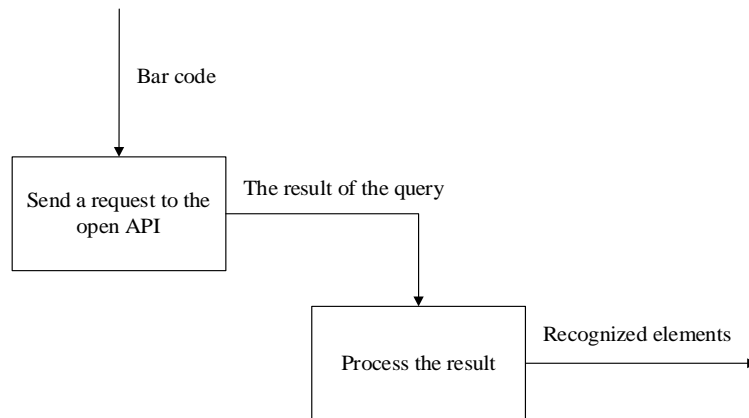 Bar code
Send a request to the
open API
The result of the query
Process the result
Recognized elements